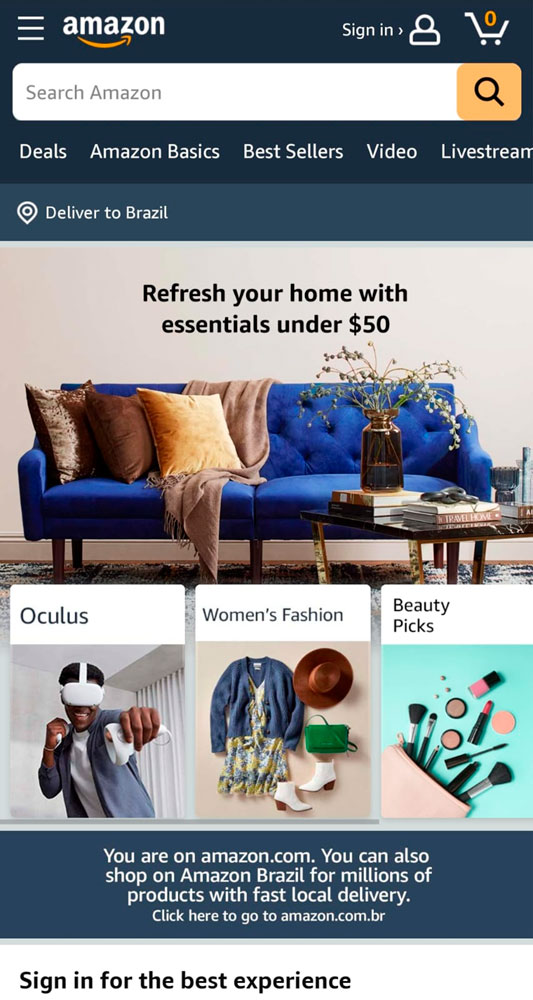 amazon
Sign in ›
0
Search Amazon
Deals Amazon Basics Best Sellers Video Livestream
Deliver to Brazil
Refresh your home with
essentials under $50
TRAVEL HOME
Oculus
Women’s Fashion
Beauty
Picks
You are on amazon.com. You can also
shop on Amazon Brazil for millions of
products with fast local delivery.
Click here to go to amazon.com.br
Sign in for the best experience